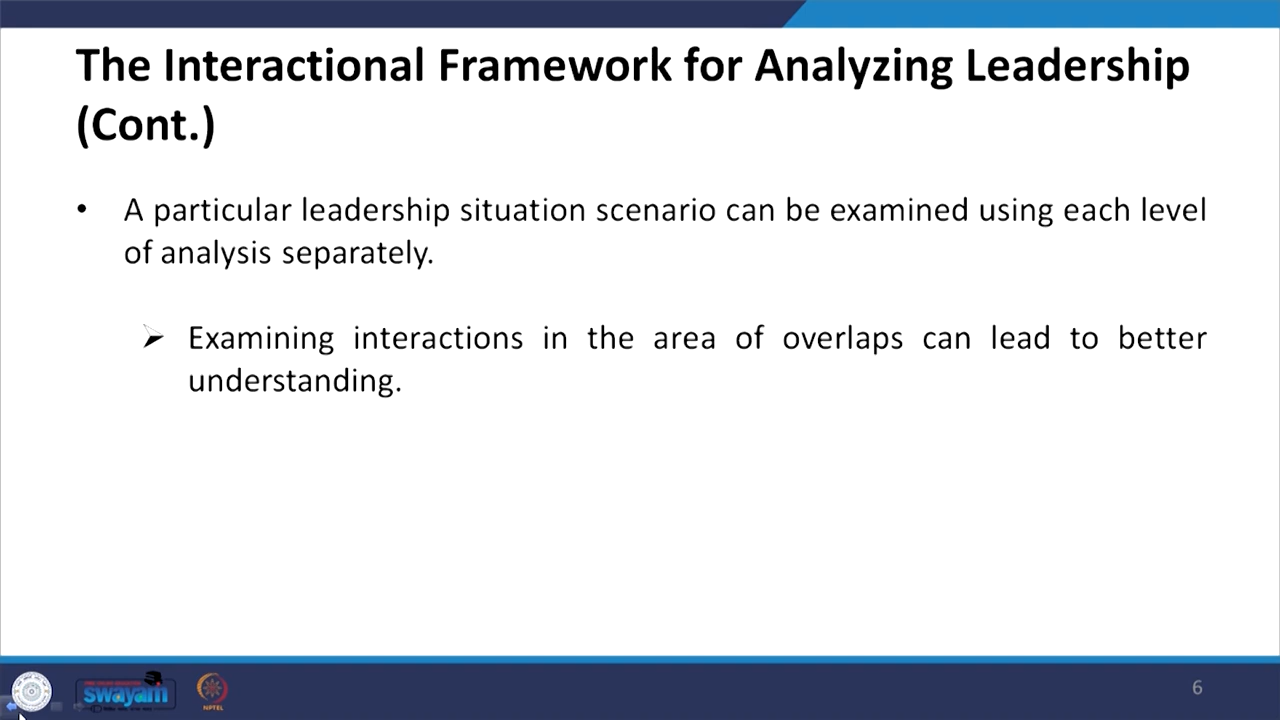 The Interactional Framework for Analyzing Leadership
(Cont.)
• A particular leadership situation scenario can be examined using each level
of analysis separately.
➢ Examining interactions in the area of overlaps can lead to better
understanding.
swayam
NPTEL
6